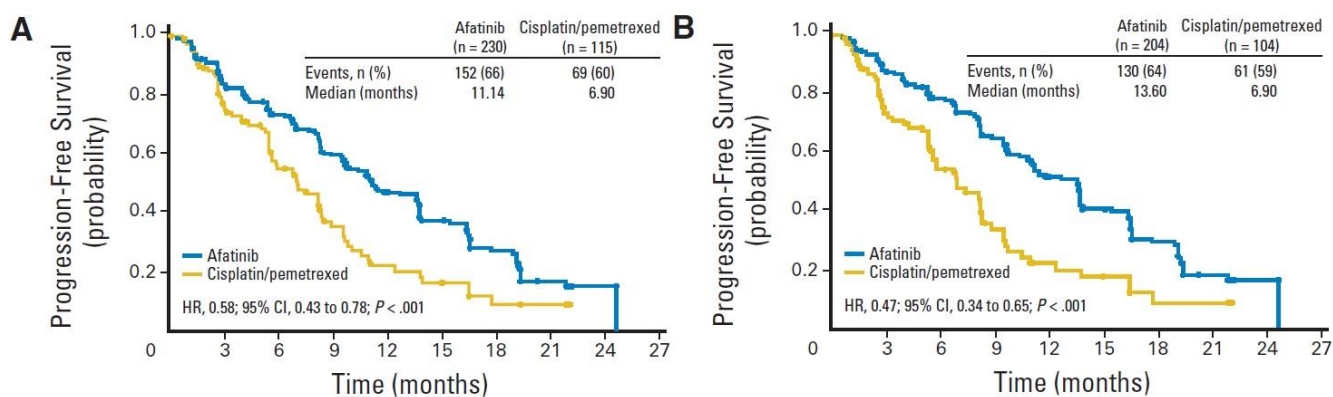 A
Afatinib Cisplatin/pemetrexed
(n = 230) (n = 115)
Events, n (%) 152 (66) 69 (60)
Median (months) 11.14 6.90
Progression-Free Survival
(probability)
1.0
0.8
0.6
0.4
0.2
Afatinib
Cisplatin/pemetrexed
HR, 0.58; 95% CI, 0.43 to 0.78; P < .001
0 3 6 9 12 15 18 21 24 27
Time (months)
B
Afatinib Cisplatin/pemetrexed
(n = 204) (n = 104)
Events, n (%) 130 (64) 61 (59)
Median (months) 13.60 6.90
Progression-Free Survival
(probability)
1.0
0.8
0.6
0.4
0.2
Afatinib
Cisplatin/pemetrexed
HR, 0.47; 95% CI, 0.34 to 0.65; P < .001
0 3 6 9 12 15 18 21 24 27
Time (months)